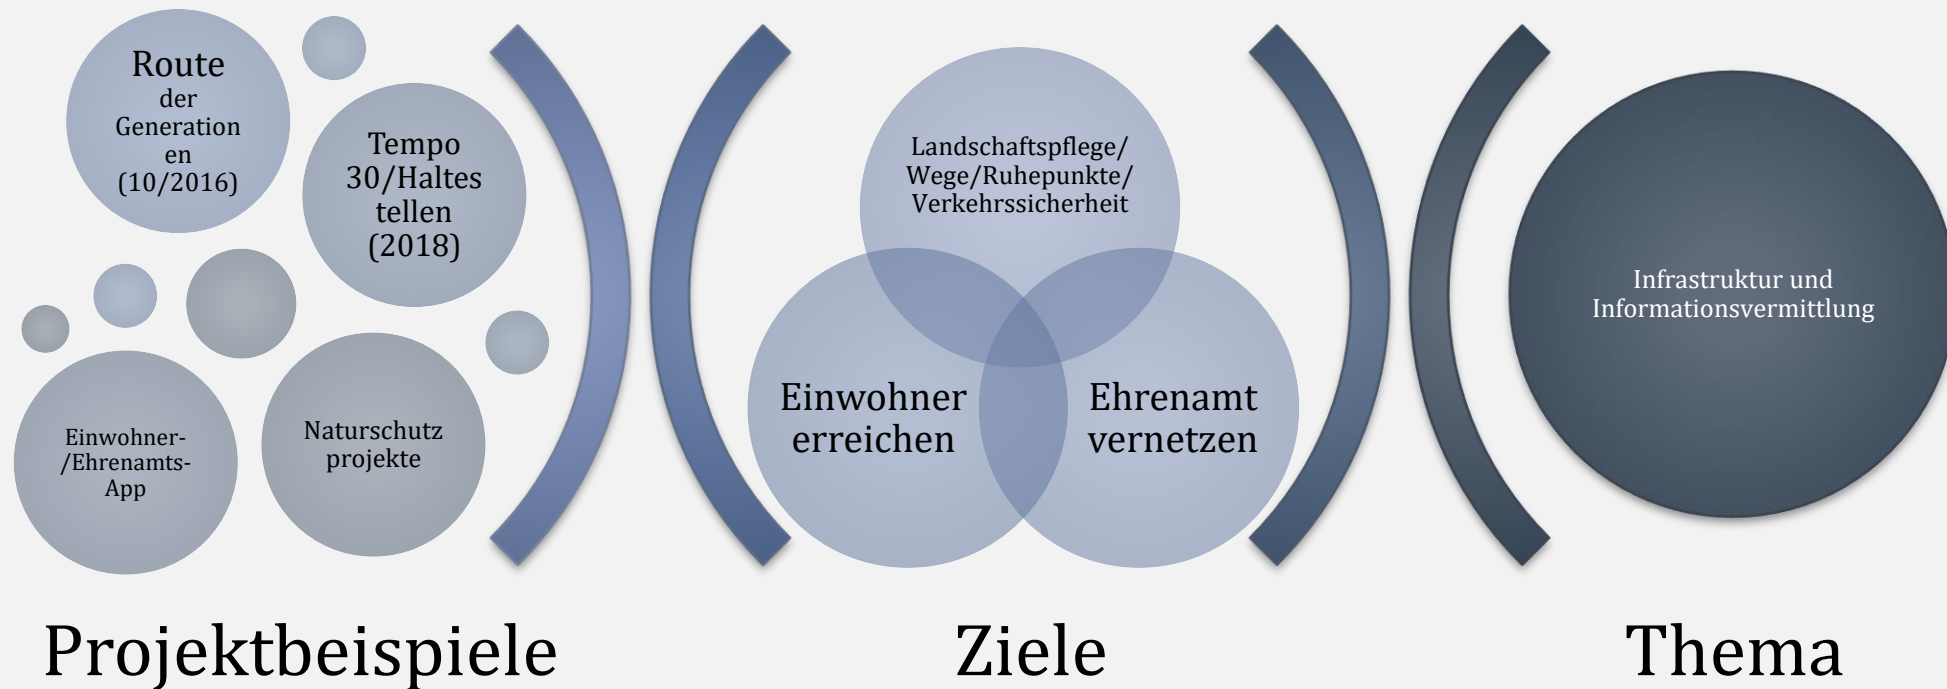 Route
der
Generation
en
(10/2016)
Tempo
30/Haltes
tellen
(2018)
Einwohner-
/Ehrenamts-
App
Naturschutz
projekte
Projektbeispiele
Landschaftspflege/
Wege/Ruhepunkte/
Verkehrssicherheit
Einwohner
erreichen
Ehrenamt
vernetzen
Ziele
Infrastruktur und
Informationsvermittlung
Thema